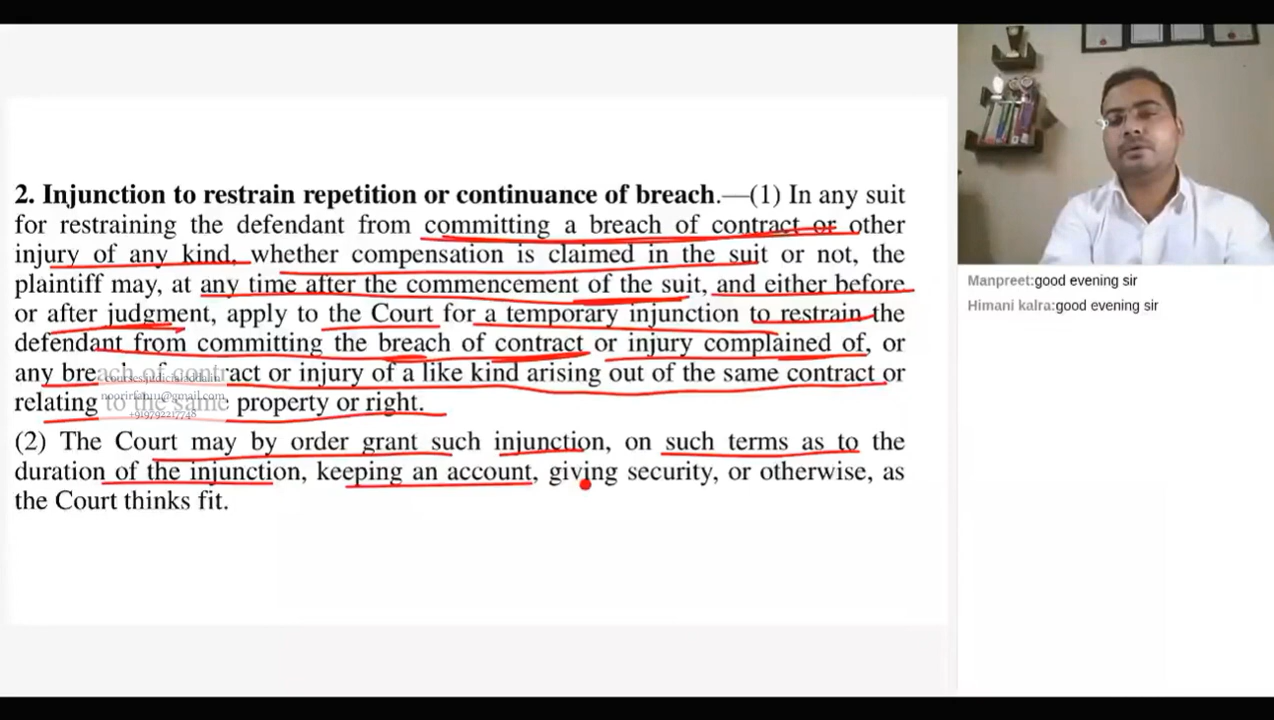 2. Injunction to restrain repetition or continuance of breach.—(1) In any suit
for restraining the defendant from committing a breach of contract or other
injury of any kind, whether compensation is claimed in the suit or not, the
plaintiff may, at any time after the commencement of the suit, and either before
or after judgment, apply to the Court for a temporary injunction to restrain the
defendant from committing the breach of contract or injury complained of, or
any breach of contract or injury of a like kind arising out of the same contract or
relating to the same property or right.
(2) The Court may by order grant such injunction, on such terms as to the
duration of the injunction, keeping an account, giving security, or otherwise, as
the Court thinks fit.
+919792217748
Manpreet:good evening sir
Himani kalra:good evening sir